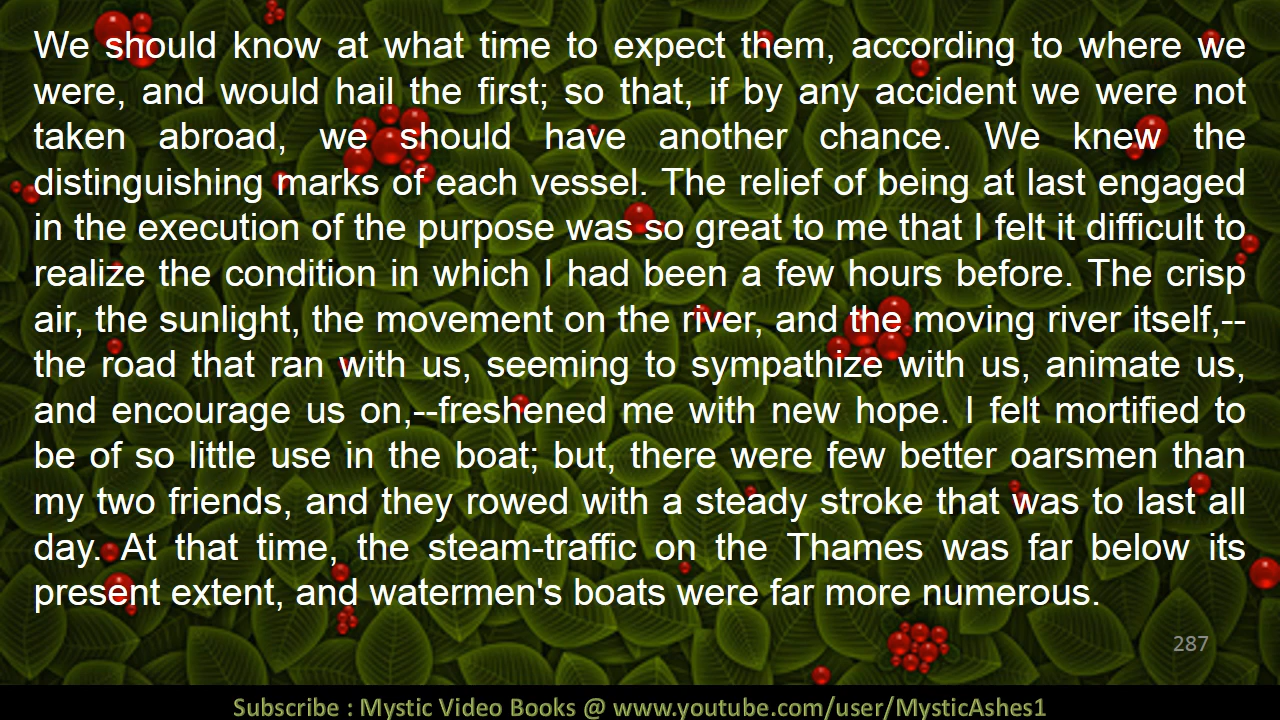 We should know at what time to expect them, according to where we
were, and would hail the first; so that, if by any accident we were not
taken abroad, we should have another chance. We knew the
distinguishing marks of each vessel. The relief of being at last engaged
in the execution of the purpose was so great to me that I felt it difficult to
realize the condition in which I had been a few hours before. The crisp
air, the sunlight, the movement on the river, and the moving river itself,--
the road that ran with us, seeming to sympathize with us, animate us,
and encourage us on,--freshened me with new hope. I felt mortified to
be of so little use in the boat; but, there were few better oarsmen than
my two friends, and they rowed with a steady stroke that was to last all
day. At that time, the steam-traffic on the Thames was far below its
present extent, and watermen's boats were far more numerous.
287
Subscribe : Mystic Video Books @ www.youtube.com/user/MysticAshes1